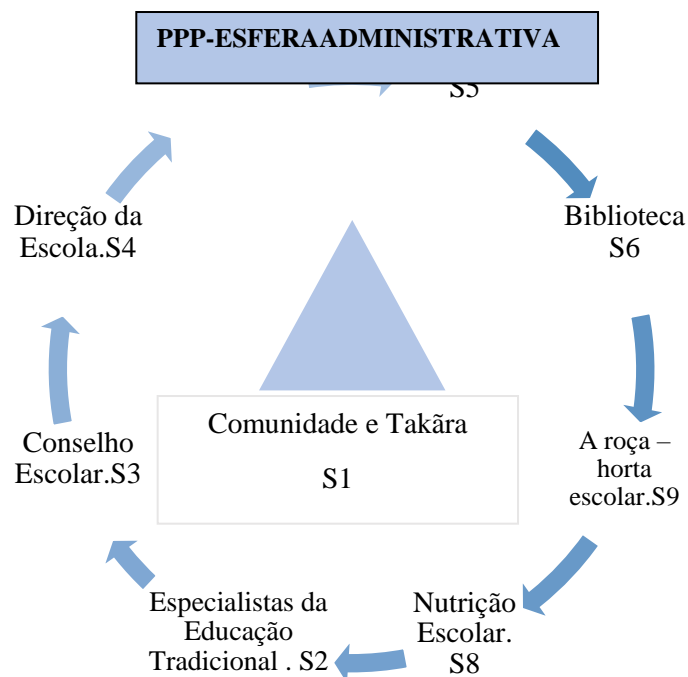 PPP-ESFERAADMINISTRATIVA
S5
Direção da
Escola.S4
Biblioteca
S6
Comunidade e Takãra
S1
Conselho
Escolar.S3
A roça –
horta
escolar.S9
Especialistas da
Educação
Tradicional . S2
Nutrição
Escolar.
S8